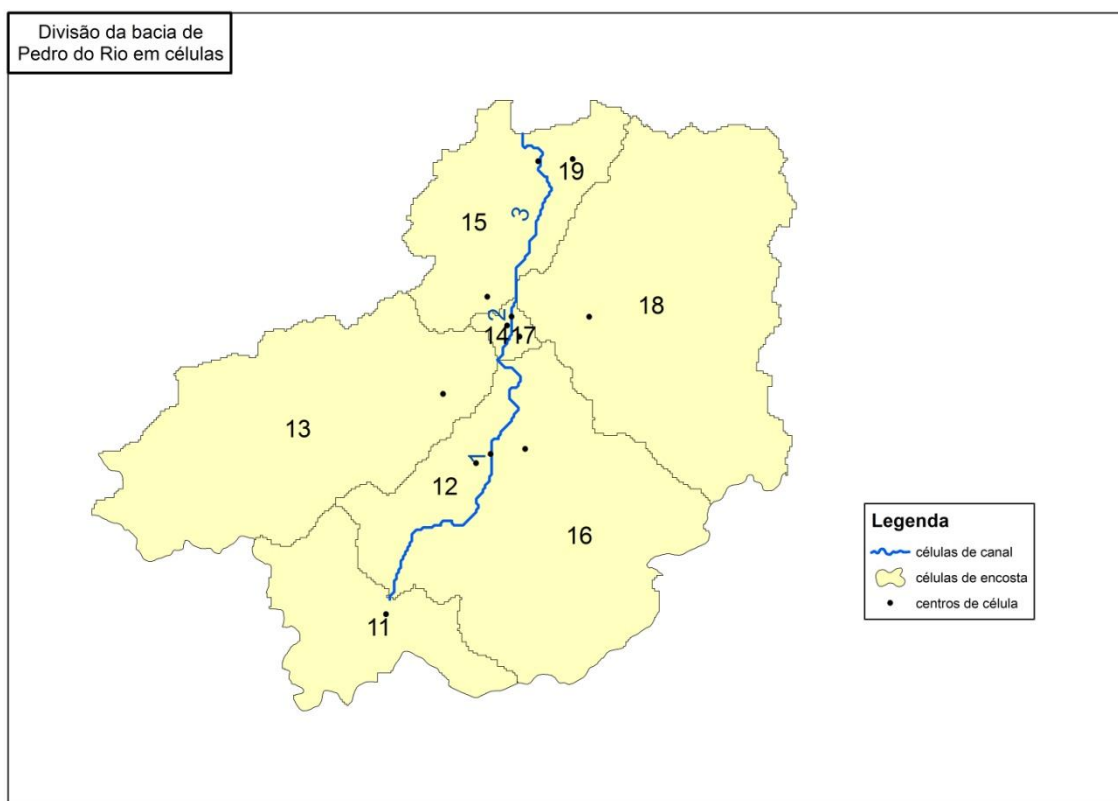 Divisão da bacia de
Pedro do Rio em células
19
15
3
18
2
14
17
13
1
12
16
11
Legenda
células de canal
células de encosta
centros de célula